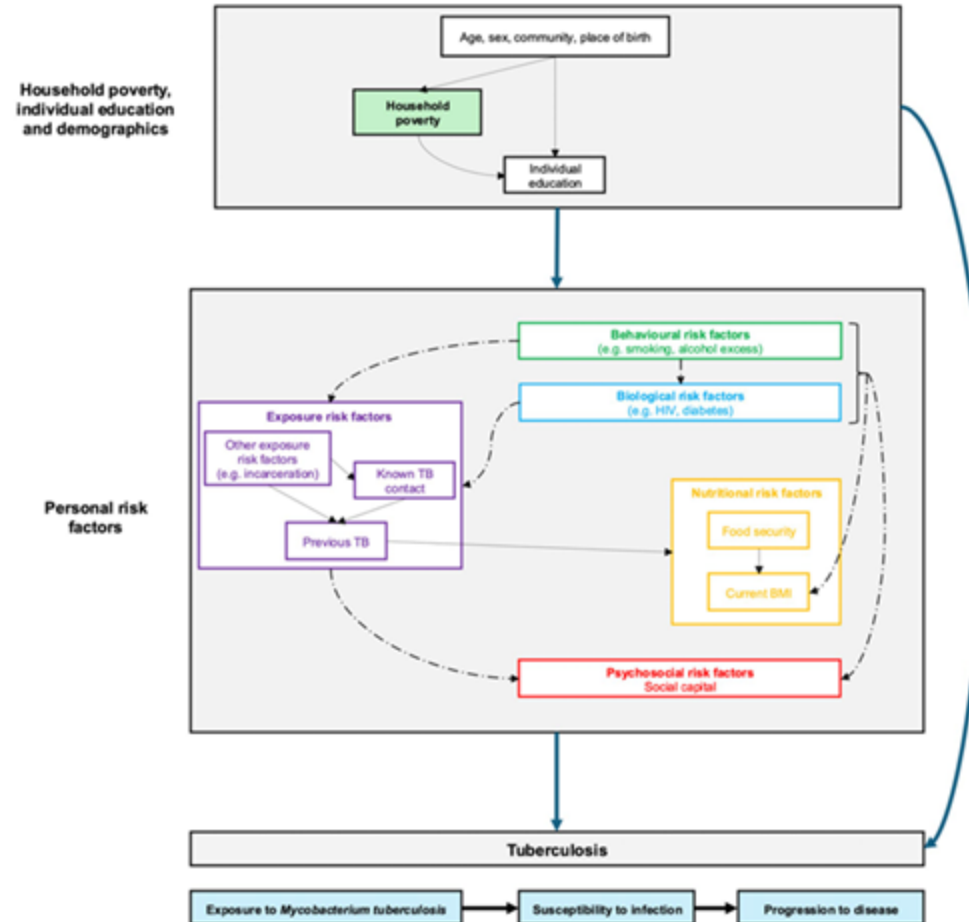 Age, sex, community, place of birth
Household poverty,
individual education
and demographics
Household
poverty
Individual
education
Behavioural risk factors
(e.g. smoking, alcohol excess)
Biological risk factors
(e.g. HIV, diabetes)
Exposure risk factors
Other exposure
risk factors
(e.g. incarceration)
Known TB
contact
Previous TB
Personal risk
factors
Nutritional risk factors
Food security
Current BMI
Psychosocial risk factors
Social capital
Tuberculosis
Exposure to Mycobacterium tuberculosis
Susceptibility to infection
Progression to disease